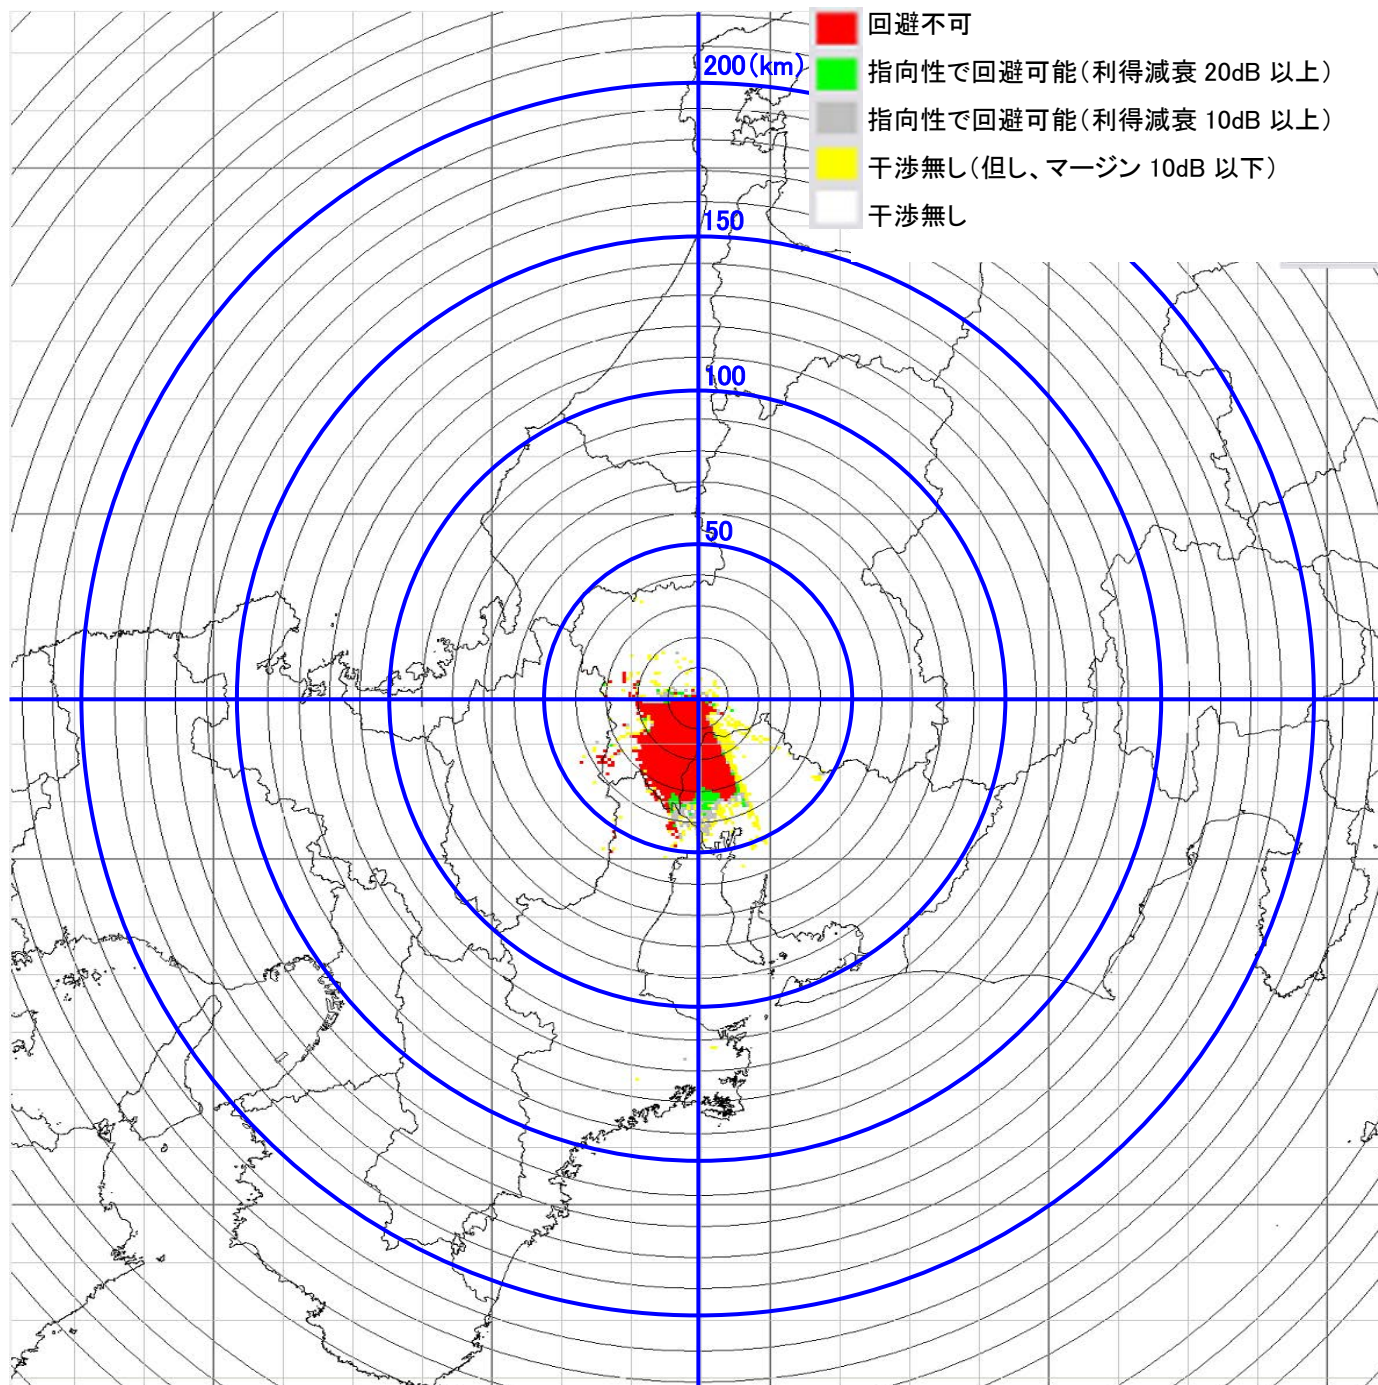 回避不可
指向性で回避可能(利得減衰 20dB 以上)
指向性で回避可能(利得減衰 10dB 以上)
干渉無し(但し、マージン 10dB 以下)
干渉無し
200(km)
150
100
50